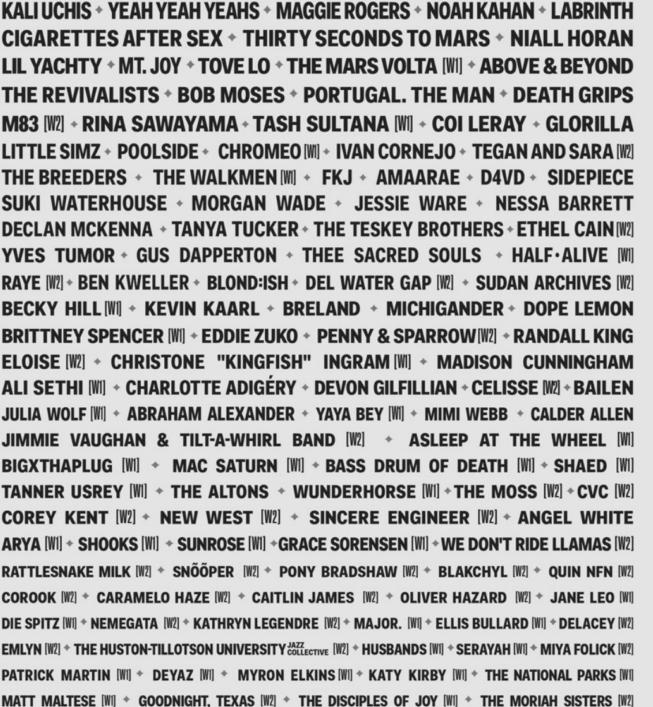 KALI UCHIS ✦ YEAH YEAH YEAHS ✦ MAGGIE ROGERS ✦ NOAH KAHAN ✦ LABRINTH
CIGARETTES AFTER SEX ✦ THIRTY SECONDS TO MARS ✦ NIALL HORAN
LIL YACHTY ✦ MT. JOY ✦ TOVE LO ✦ THE MARS VOLTA [W1] ✦ ABOVE & BEYOND
THE REVIVALISTS ✦ BOB MOSES ✦ PORTUGAL. THE MAN ✦ DEATH GRIPS
M83 [W2] ✦ RINA SAWAYAMA ✦ TASH SULTANA [W1] ✦ COI LERAY ✦ GLORILLA
LITTLE SIMZ ✦ POOLSIDE ✦ CHROMEO [W1] ✦ IVAN CORNEJO ✦ TEGAN AND SARA [W2]
THE BREEDERS ✦ THE WALKMEN [W1] ✦ FKJ ✦ AMAARAE ✦ D4VD ✦ SIDEPIECE
SUKI WATERHOUSE ✦ MORGAN WADE ✦ JESSIE WARE ✦ NESSA BARRETT
DECLAN MCKENNA ✦ TANYA TUCKER ✦ THE TESKEY BROTHERS ✦ ETHEL CAIN [W2]
YVES TUMOR ✦ GUS DAPPERTON ✦ THEE SACRED SOULS ✦ HALF·ALIVE [W1]
RAYE [W2] ✦ BEN KWELLER ✦ BLOND:ISH ✦ DEL WATER GAP [W2] ✦ SUDAN ARCHIVES [W2]
BECKY HILL [W1] ✦ KEVIN KAARL ✦ BRELAND ✦ MICHIGANDER ✦ DOPE LEMON
BRITTNEY SPENCER [W1] ✦ EDDIE ZUKO ✦ PENNY & SPARROW [W2] ✦ RANDALL KING
ELOISE [W2] ✦ CHRISTONE "KINGFISH" INGRAM [W1] ✦ MADISON CUNNINGHAM
ALI SETHI [W1] ✦ CHARLOTTE ADIGÉRY ✦ DEVON GILFILLIAN ✦ CELISSE [W2] ✦ BAILEN
JULIA WOLF [W1] ✦ ABRAHAM ALEXANDER ✦ YAYA BEY [W1] ✦ MIMI WEBB ✦ CALDER ALLEN
JIMMIE VAUGHAN & TILT-A-WHIRL BAND [W2] ✦ ASLEEP AT THE WHEEL [W1]
BIGXTHAPLUG [W1] ✦ MAC SATURN [W1] ✦ BASS DRUM OF DEATH [W1] ✦ SHAED [W1]
TANNER USREY [W1] ✦ THE ALTONS ✦ WUNDERHORSE [W1] ✦ THE MOSS [W2] ✦ CVC [W2]
COREY KENT [W2] ✦ NEW WEST [W2] ✦ SINCERE ENGINEER [W2] ✦ ANGEL WHITE
ARYA [W1] ✦ SHOOKS [W1] ✦ SUNROSE [W1] ✦ GRACE SORENSEN [W1] ✦ WE DON'T RIDE LLAMAS [W2]
RATTLESNAKE MILK [W2] ✦ SNÕÕPER [W2] ✦ PONY BRADSHAW [W2] ✦ BLAKCHYL [W2] ✦ QUIN NFN [W2]
COROOK [W2] ✦ CARAMELO HAZE [W2] ✦ CAITLIN JAMES [W2] ✦ OLIVER HAZARD [W2] ✦ JANE LEO [W1]
DIE SPITZ [W1] ✦ NEMEGATA [W2] ✦ KATHRYN LEGENDRE [W2] ✦ MAJOR. [W1] ✦ ELLIS BULLARD [W1] ✦ DELACEY [W2]
EMLYN [W2] ✦ THE HUSTON-TILLOTSON UNIVERSITY JAZZ COLLECTIVE [W2] ✦ HUSBANDS [W1] ✦ SERAYAH [W1] ✦ MIYA FOLICK [W2]
PATRICK MARTIN [W1] ✦ DEYAZ [W1] ✦ MYRON ELKINS [W1] ✦ KATY KIRBY [W1] ✦ THE NATIONAL PARKS [W1]
MATT MALTESE [W1] ✦ GOODNIGHT, TEXAS [W2] ✦ THE DISCIPLES OF JOY [W1] ✦ THE MORIAH SISTERS [W2]